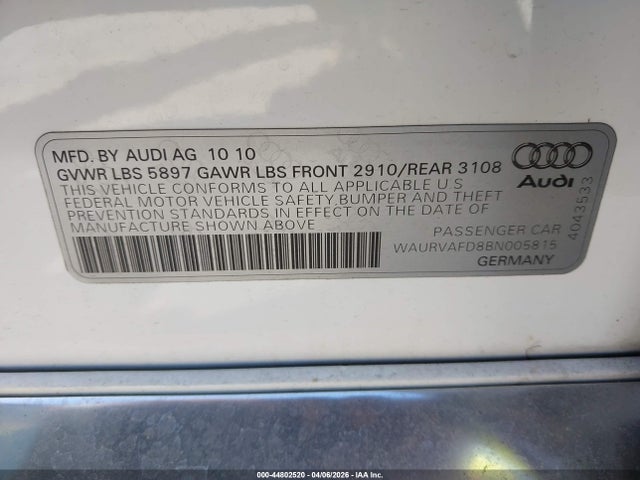 MFD. BY AUDI AG 10 10
GVWR LBS 5897 GAWR LBS FRONT 2910/REAR 3108
THIS VEHICLE CONFORMS TO ALL APPLICABLE U S
FEDERAL MOTOR VEHICLE SAFETY, BUMPER AND THEFT
PREVENTION STANDARDS IN EFFECT ON THE DATE OF
MANUFACTURE SHOWN ABOVE
Audi
4043533
PASSENGER CAR
WAURVAFD8BN005815
GERMANY
000-44802520 - 04/06/2026 - IAA Inc.